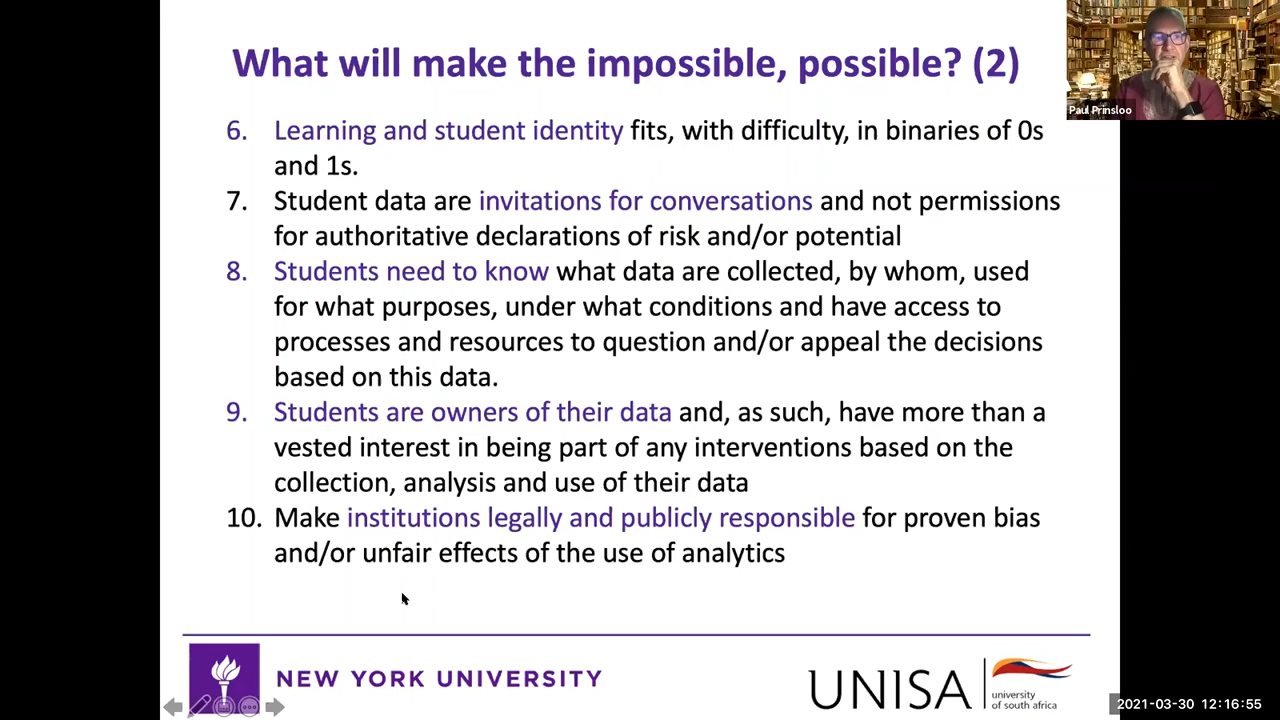 What will make the impossible, possible? (2)
Paul Prinsloo
6. Learning and student identity fits, with difficulty, in binaries of 0s
and 1s.
7. Student data are invitations for conversations and not permissions
for authoritative declarations of risk and/or potential
8. Students need to know what data are collected, by whom, used
for what purposes, under what conditions and have access to
processes and resources to question and/or appeal the decisions
based on this data.
9. Students are owners of their data and, as such, have more than a
vested interest in being part of any interventions based on the
collection, analysis and use of their data
10. Make institutions legally and publicly responsible for proven bias
and/or unfair effects of the use of analytics
NEW YORK UNIVERSITY
UNISA
university
of south africa
2021-03-30 12:16:55